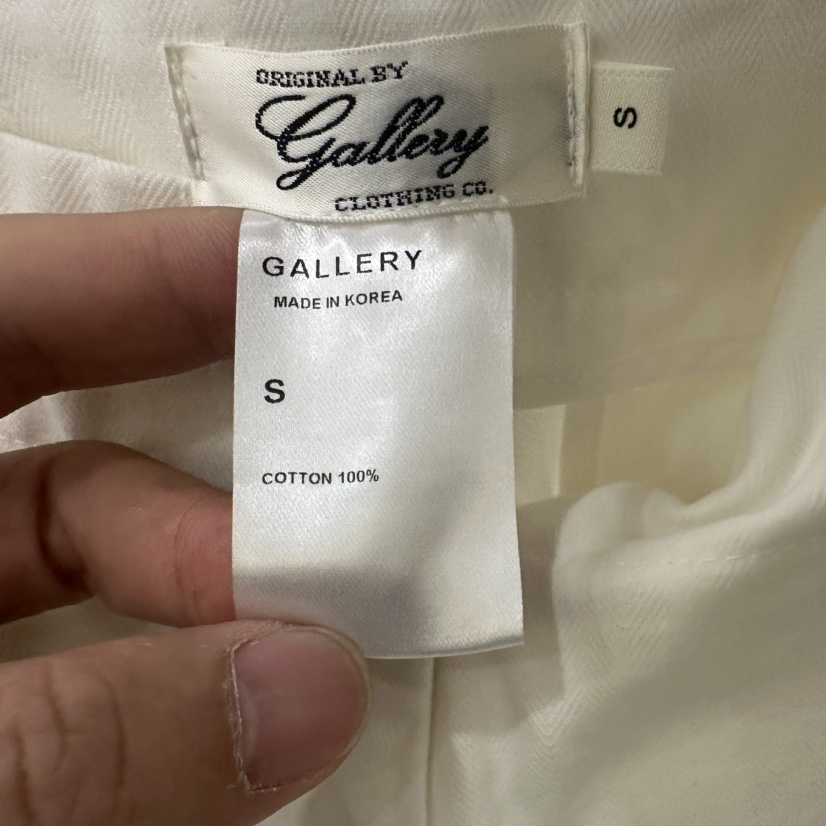 ORIGINAL BY
Gallery
CLOTHING CO.
S
GALLERY
MADE IN KOREA
S
COTTON 100%